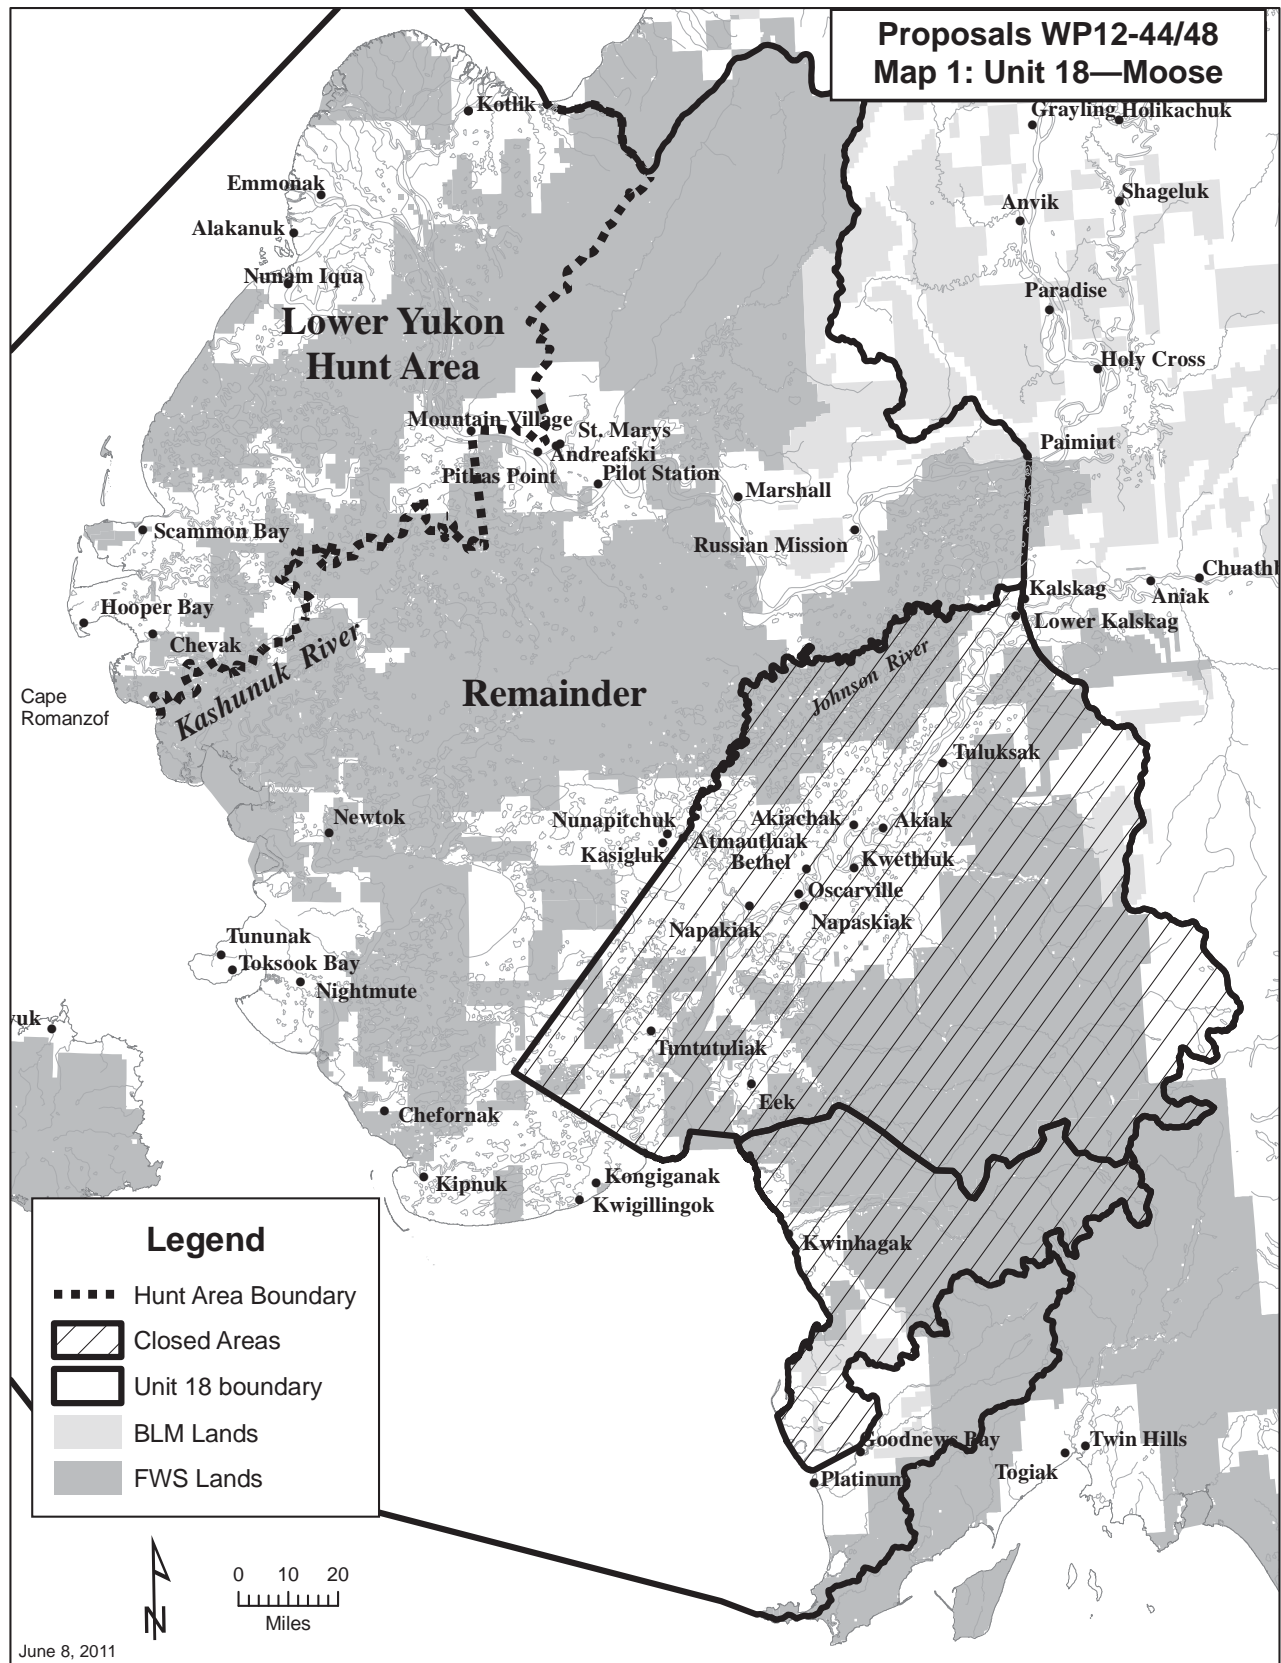 Proposals WP12-44/48
Map 1: Unit 18—Moose
Kotlik
Grayling
Holikachuk
Emmonak
Shageluk
Anvik
Alakanuk
Nunam Iqua
Paradise
Lower Yukon
Hunt Area
Holy Cross
Mountain Village
St. Marys
Paimiut
Andreafski
Pitkas Point
Pilot Station
Marshall
Scammon Bay
Russian Mission
Chuathl
Kalskag
Aniak
Hooper Bay
Lower Kalskag
Chevak
Kashunuk River
Johnson River
Cape
Romanzof
Remainder
Tuluksak
Newtok
Nunapitchuk
Akiachak
Akiak
Atmautluak
Kasigluk
Bethel
Kwethluk
Oscarville
Napakiak
Napaskiak
Tununak
Toksook Bay
Nightmute
yuk
Tuntutuliak
Eek
Chefornak
Kipnuk
Kongiganak
Kwigillingok
Kwinhagak
Legend
Hunt Area Boundary
Closed Areas
Unit 18 boundary
BLM Lands
FWS Lands
Goodnews Bay
Twin Hills
Togiak
Platinum
0 10 20
Miles
N
June 8, 2011